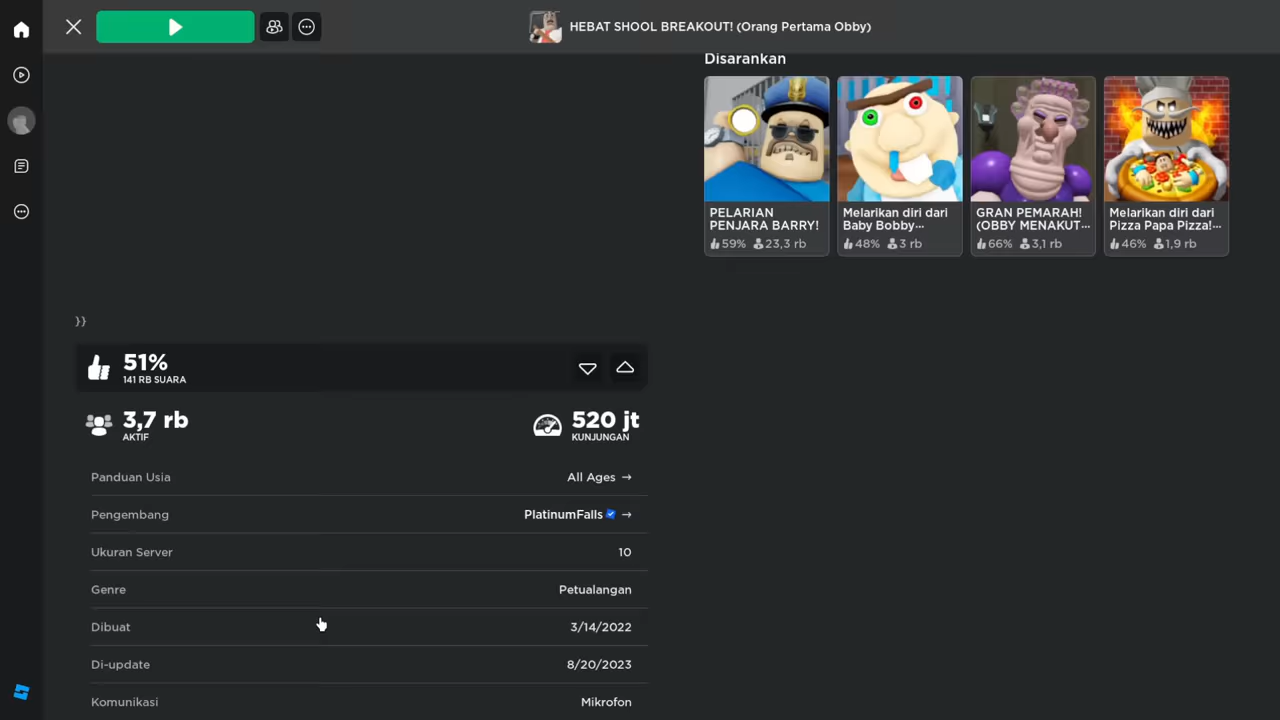 HEBAT SHOOL BREAKOUT! (Orang Pertama Obby)
Disarankan
PELARIAN
PENJARA BARRY!
59% 23,3 rb
Melarikan diri dari
Baby Bobby...
48% 3 rb
GRAN PEMARAH!
(OBBY MENAKUT...
66% 3,1 rb
Melarikan diri dari
Pizza Papa Pizza!...
46% 1,9 rb
}}
51%
141 RB SUARA
3,7 rb
AKTIF
520 jt
KUNJUNGAN
Panduan Usia All Ages →
Pengembang PlatinumFalls →
Ukuran Server 10
Genre Petualangan
Dibuat 3/14/2022
Di-update 8/20/2023
Komunikasi Mikrofon